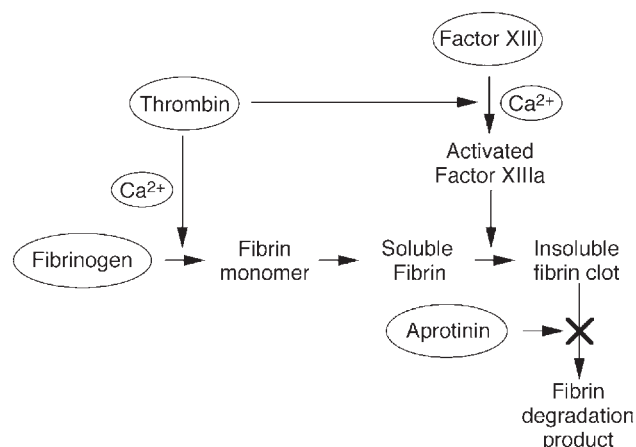 Factor XIII
Thrombin
Ca²⁺
Activated
Factor XIIIa
Ca²⁺
Fibrinogen
Fibrin
monomer
Soluble
Fibrin
Insoluble
fibrin clot
Aprotinin
Fibrin
degradation
product